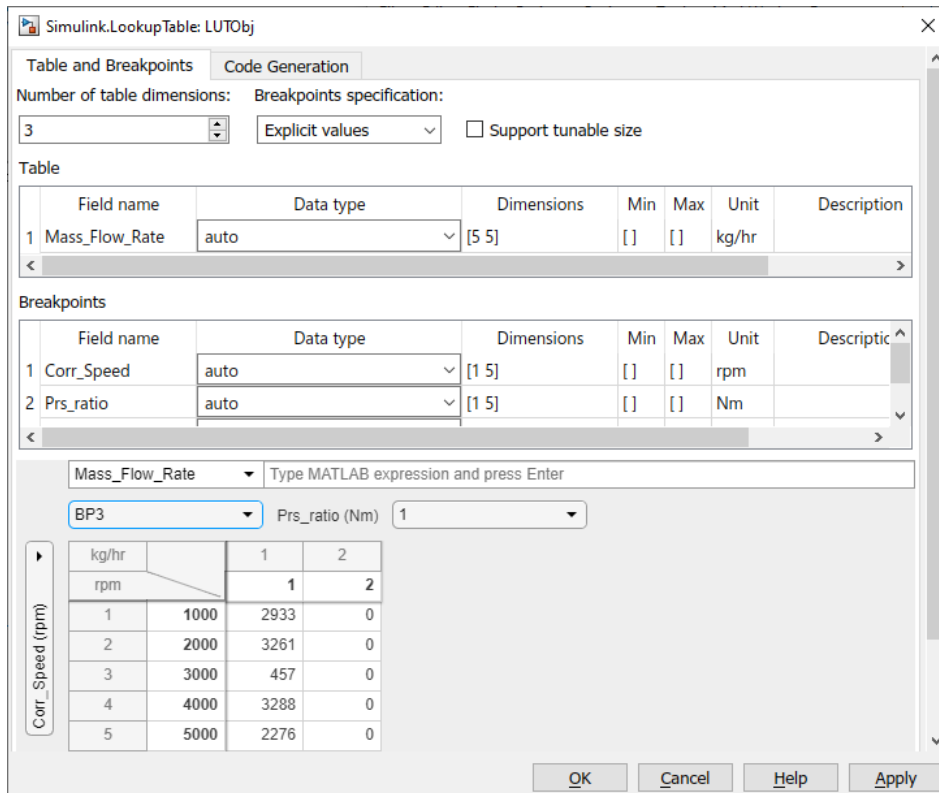 Simulink.LookupTable: LUTObj
Table and Breakpoints Code Generation
Number of table dimensions: Breakpoints specification:
3 Explicit values Support tunable size
Table
Field name Data type Dimensions Min Max Unit Description
1 Mass_Flow_Rate auto [5 5] [ ] [ ] kg/hr
Breakpoints
Field name Data type Dimensions Min Max Unit Descriptic
1 Corr_Speed auto [1 5] [ ] [ ] rpm
2 Prs_ratio auto [1 5] [ ] [ ] Nm
Mass_Flow_Rate Type MATLAB expression and press Enter
BP3 Prs_ratio (Nm) 1
Corr_Speed (rpm)
kg/hr 1 2
rpm 1 2
1 1000 2933 0
2 2000 3261 0
3 3000 457 0
4 4000 3288 0
5 5000 2276 0
OK Cancel Help Apply